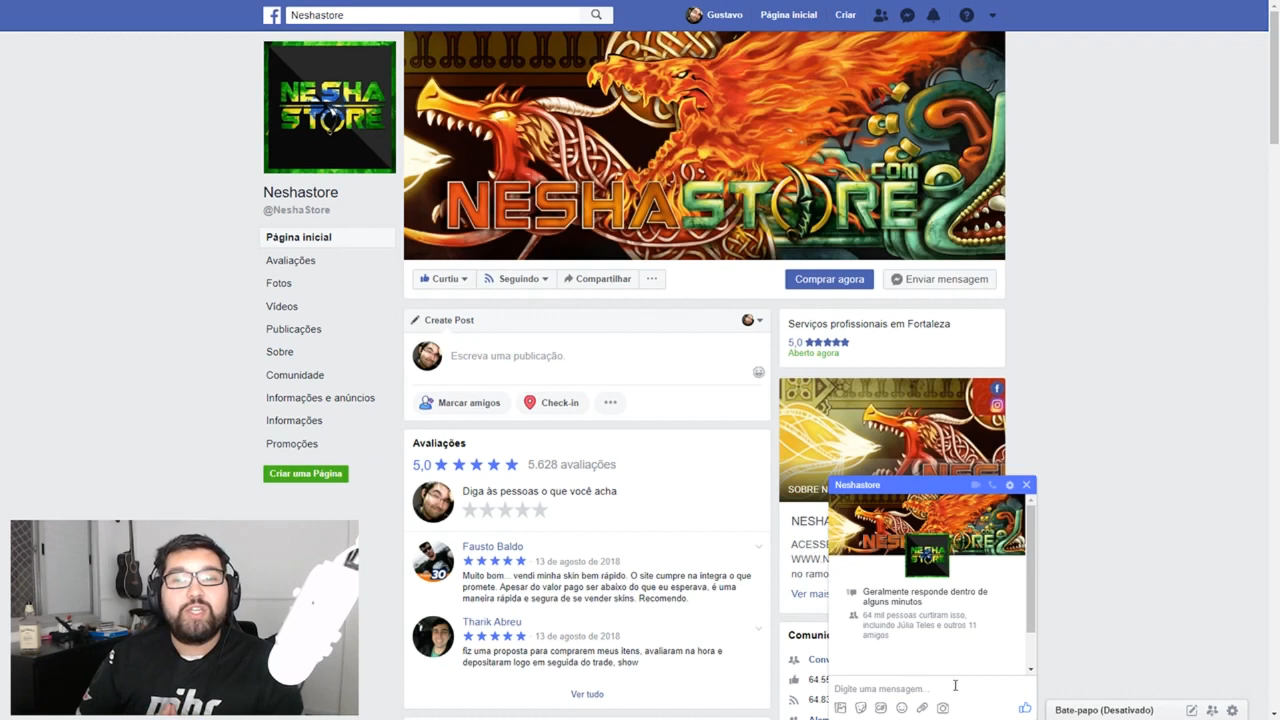 Neshastore
Gustavo
Página inicial
Criar
NESHA
STORE
.COM
NESHASTORE
Neshastore
@NeshaStore
Página inicial
Avaliações
Fotos
Vídeos
Publicações
Sobre
Comunidade
Informações e anúncios
Informações
Promoções
Criar uma Página
Curtiu
Seguindo
Compartilhar
Comprar agora
Enviar mensagem
Create Post
Escreva uma publicação.
Marcar amigos
Check-in
Avaliações
5,0
5.628 avaliações
Diga às pessoas o que você acha
Fausto Baldo
13 de agosto de 2018
Muito bom... vendi minha skin bem rápido. O site cumpre na íntegra o que
promete. Apesar do valor pago ser abaixo do que eu esperava, é uma
maneira rápida e segura de se vender skins. Recomendo.
Tharik Abreu
13 de agosto de 2018
fiz uma proposta para comprarem meus itens, avaliaram na hora e
depositaram logo em seguida do trade, show
Ver tudo
Serviços profissionais em Fortaleza
5,0
Aberto agora
SOBRE N
NESHA
ACESSE
WWW.N
no ramo
Ver mais
Comuni
Conv
64.55
64.83
Neshastore
NESHA
STORE
Geralmente responde dentro de
alguns minutos
64 mil pessoas curtiram isso,
incluindo Júlia Teles e outros 11
amigos
Digite uma mensagem...
Bate-papo (Desativado)